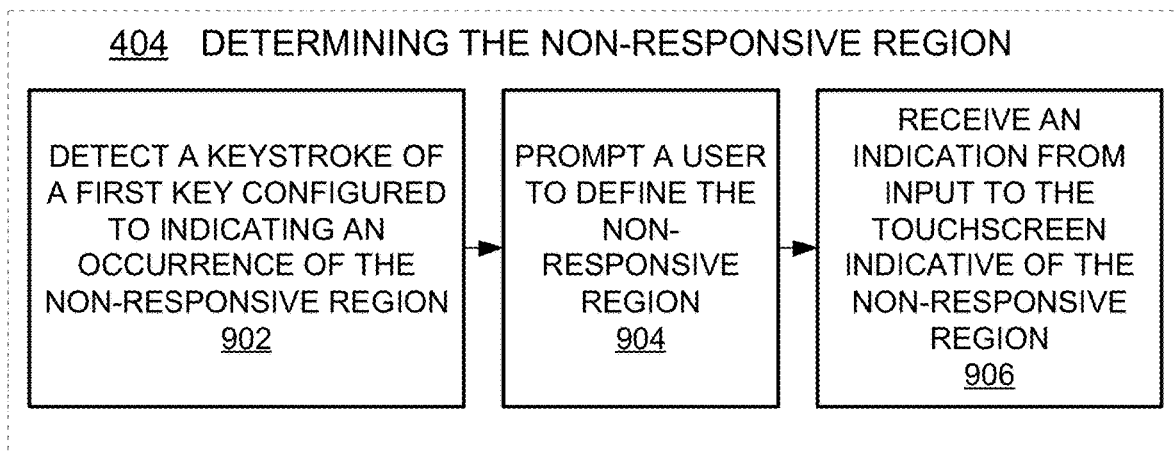 404 DETERMINING THE NON-RESPONSIVE REGION
DETECT A KEYSTROKE OF
A FIRST KEY CONFIGURED
TO INDICATING AN
OCCURRENCE OF THE
NON-RESPONSIVE REGION
902
PROMPT A USER
TO DEFINE THE
NON-
RESPONSIVE
REGION
904
RECEIVE AN
INDICATION FROM
INPUT TO THE
TOUCHSCREEN
INDICATIVE OF THE
NON-RESPONSIVE
REGION
906